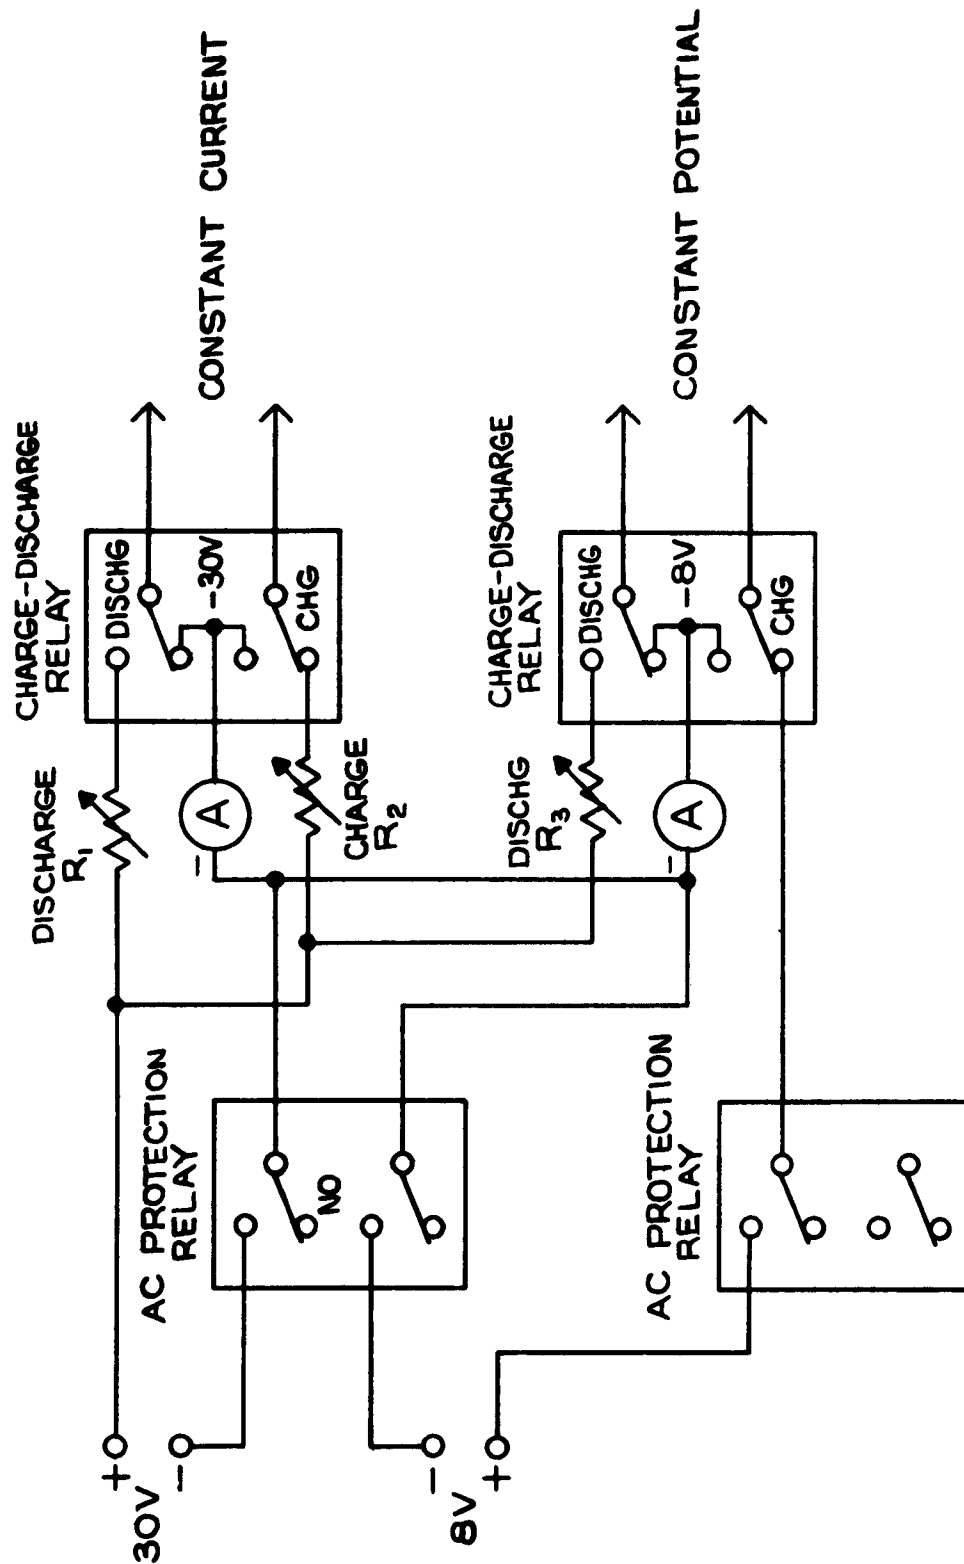 30V
+
-
-
+
8V
AC PROTECTION
RELAY
NO
AC PROTECTION
RELAY
DISCHARGE
R1
-
A
CHARGE
R2
DISCHG
R3
-
A
CHARGE-DISCHARGE
RELAY
DISCHG
-30V
CHG
CHARGE-DISCHARGE
RELAY
DISCHG
-8V
CHG
CONSTANT CURRENT
CONSTANT POTENTIAL